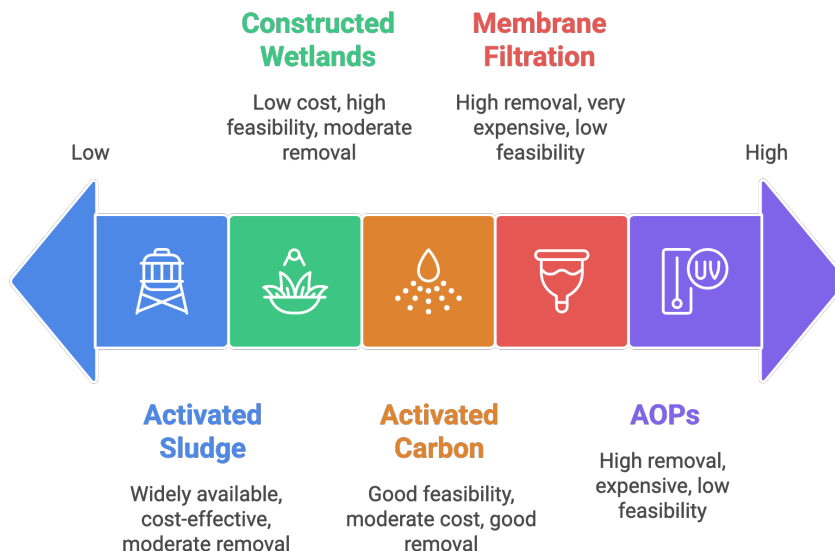 Constructed
Wetlands
Low cost, high
feasibility, moderate
removal
Membrane
Filtration
High removal, very
expensive, low
feasibility
Low
High
UV
Activated
Sludge
Widely available,
cost-effective,
moderate removal
Activated
Carbon
Good feasibility,
moderate cost, good
removal
AOPs
High removal,
expensive, low
feasibility